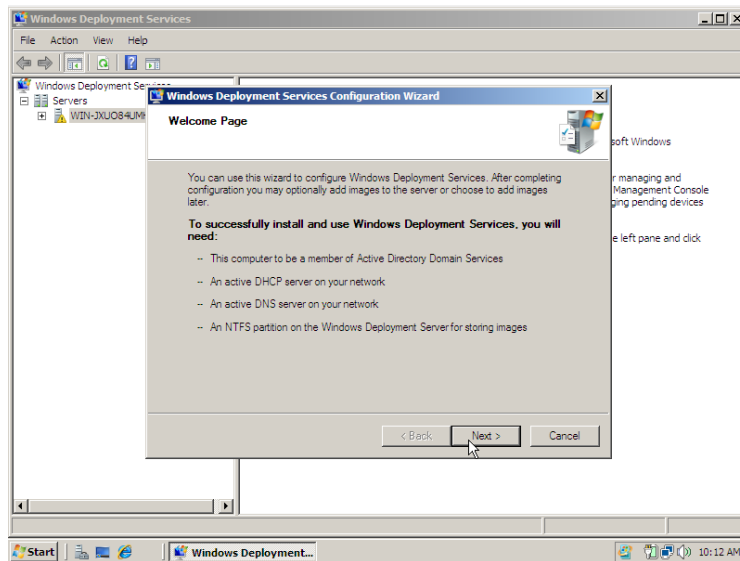 Windows Deployment Services
File Action View Help
Windows Deployment Services
Servers
WIN-JXUO84UM
Windows Deployment Services Configuration Wizard
Welcome Page
You can use this wizard to configure Windows Deployment Services. After completing
configuration you may optionally add images to the server or choose to add images
later.
To successfully install and use Windows Deployment Services, you will
need:
-- This computer to be a member of Active Directory Domain Services
-- An active DHCP server on your network
-- An active DNS server on your network
-- An NTFS partition on the Windows Deployment Server for storing images
< Back Next > Cancel
soft Windows
r managing and
Management Console
ging pending devices
e left pane and click
Start
Windows Deployment...
10:12 AM